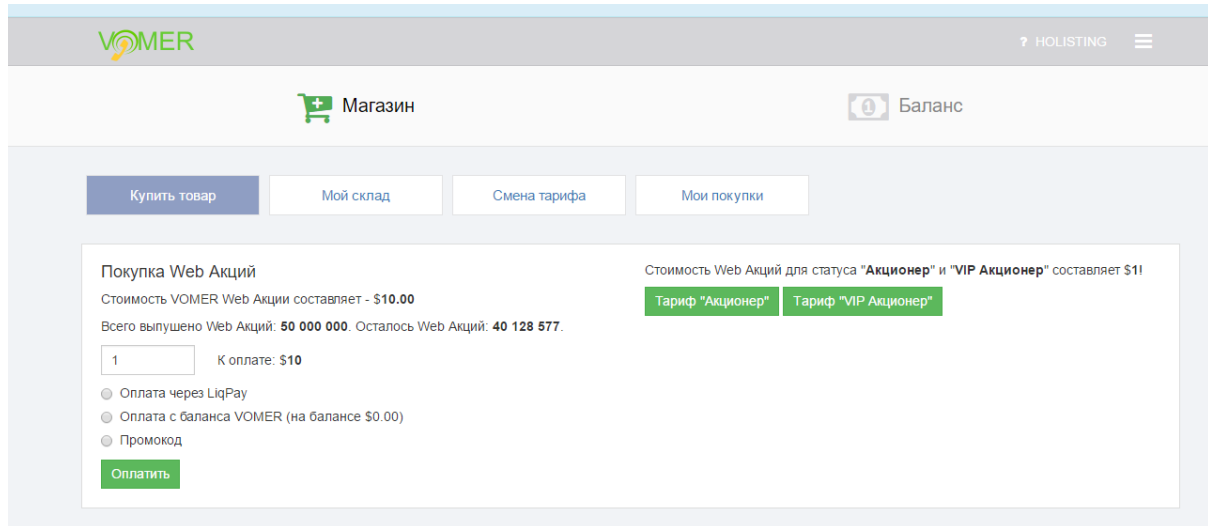 VOMER
? HOLISTING
Магазин
Баланс
Купить товар
Мой склад
Смена тарифа
Мои покупки
Покупка Web Акций
Стоимость VOMER Web Акции составляет - $10.00
Всего выпушено Web Акций: 50 000 000. Осталось Web Акций: 40 128 577.
1
К оплате: $10
Оплата через LiqPay
Оплата с баланса VOMER (на балансе $0.00)
Промокод
Оплатить
Стоимость Web Акций для статуса "Акционер" и "VIP Акционер" составляет $1!
Тариф "Акционер"
Тариф "VIP Акционер"